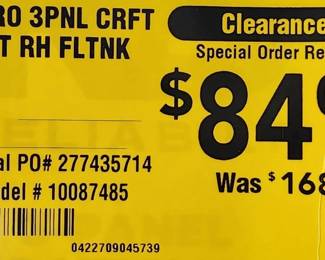 RO 3PNL CRFT
T RH FLTNK
Clearance
Special Order Re
$84
Was $168
al PO# 277435714
del # 10087485
0422709045739